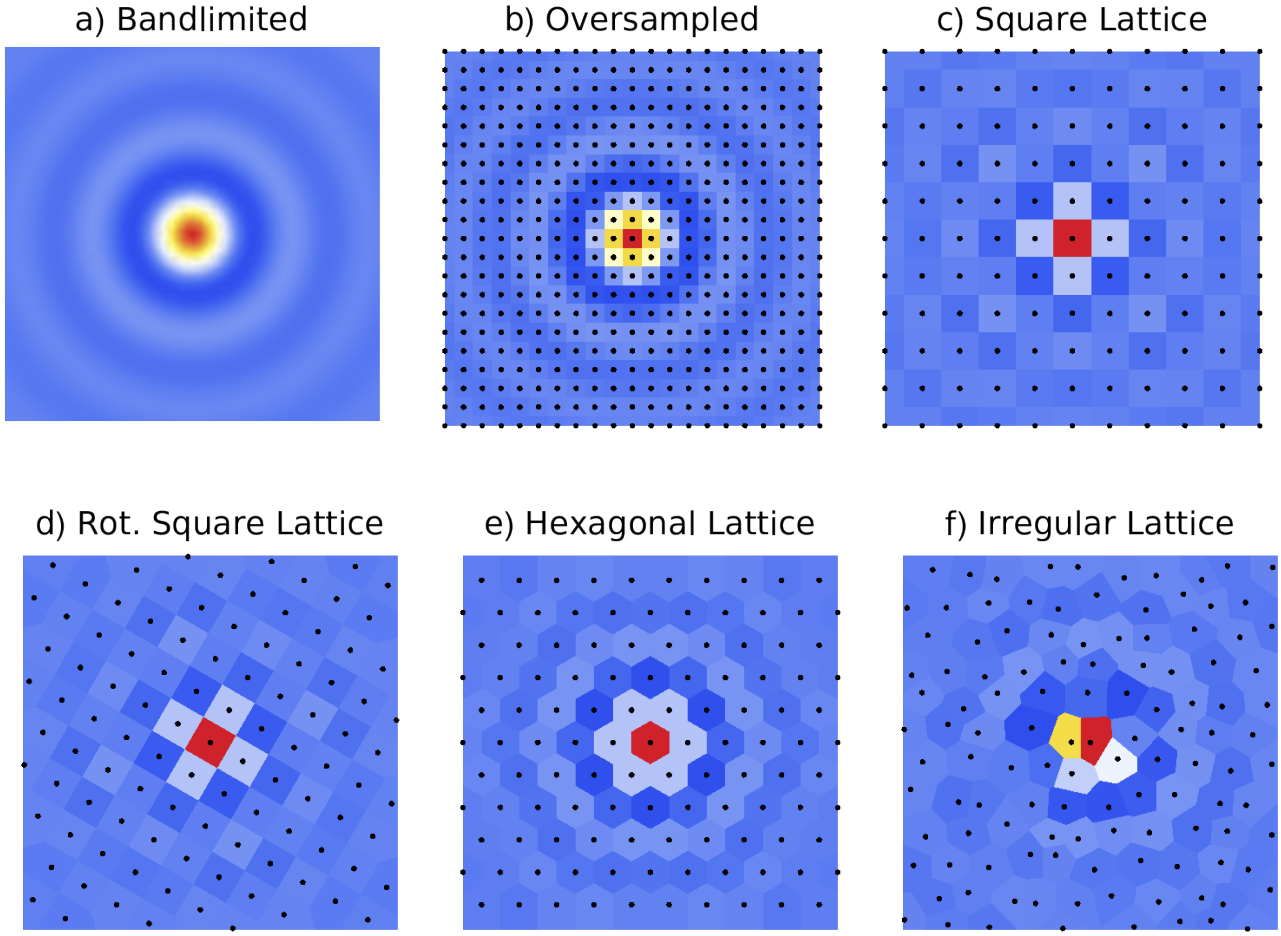 a) Bandlimited
b) Oversampled
c) Square Lattice
d) Rot. Square Lattice
e) Hexagonal Lattice
f) Irregular Lattice